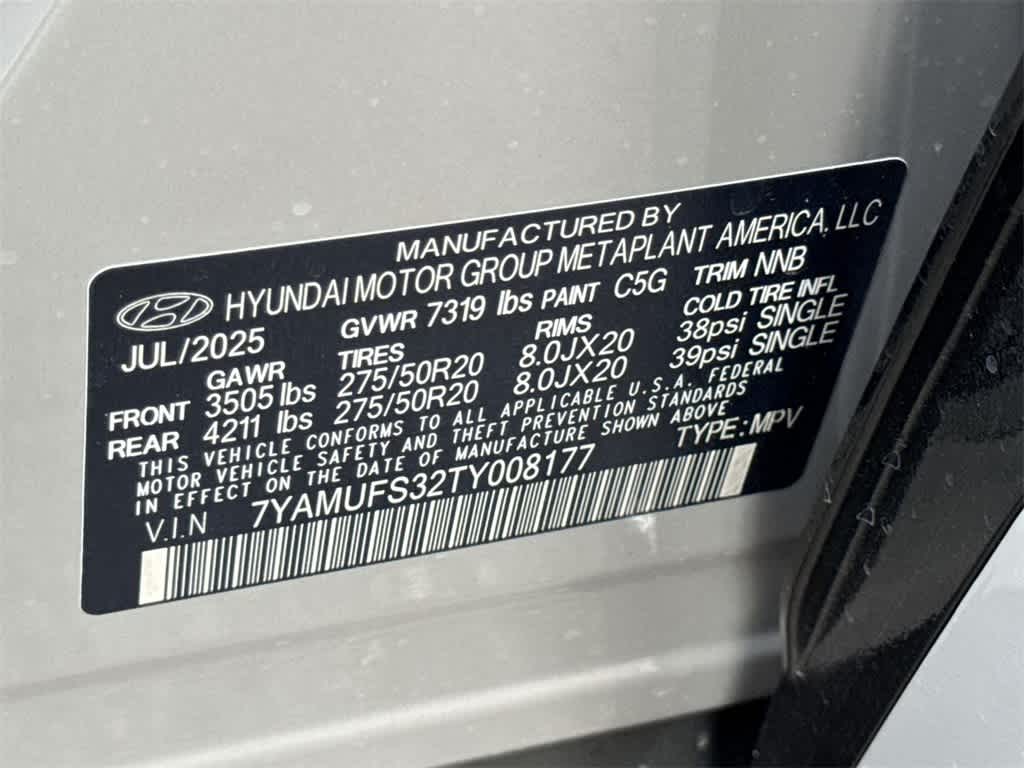 MANUFACTURED BY
HYUNDAI MOTOR GROUP METAPLANT AMERICA, LLC
JUL/2025 GVWR 7319 lbs PAINT C5G TRIM NNB
GAWR TIRES RIMS COLD TIRE INFL
FRONT 3505 lbs 275/50R20 8.0JX20 38psi SINGLE
REAR 4211 lbs 275/50R20 8.0JX20 39psi SINGLE
THIS VEHICLE CONFORMS TO ALL APPLICABLE U.S.A. FEDERAL
MOTOR VEHICLE SAFETY AND THEFT PREVENTION STANDARDS
IN EFFECT ON THE DATE OF MANUFACTURE SHOWN ABOVE
V.I.N 7YAMUFS32TY008177 TYPE: MPV